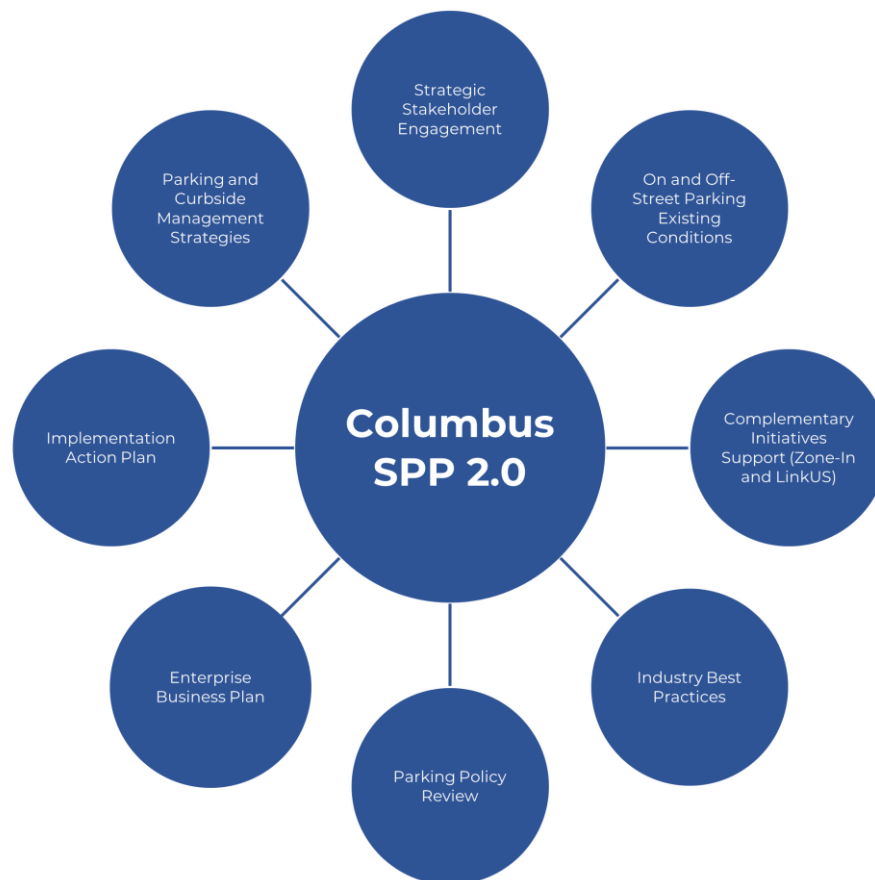 Strategic
Stakeholder
Engagement
Parking and
Curbside
Management
Strategies
On and Off-
Street Parking
Existing
Conditions
Columbus
SPP 2.0
Implementation
Action Plan
Complementary
Initiatives
Support (Zone-In
and LinkUS)
Enterprise
Business Plan
Industry Best
Practices
Parking Policy
Review